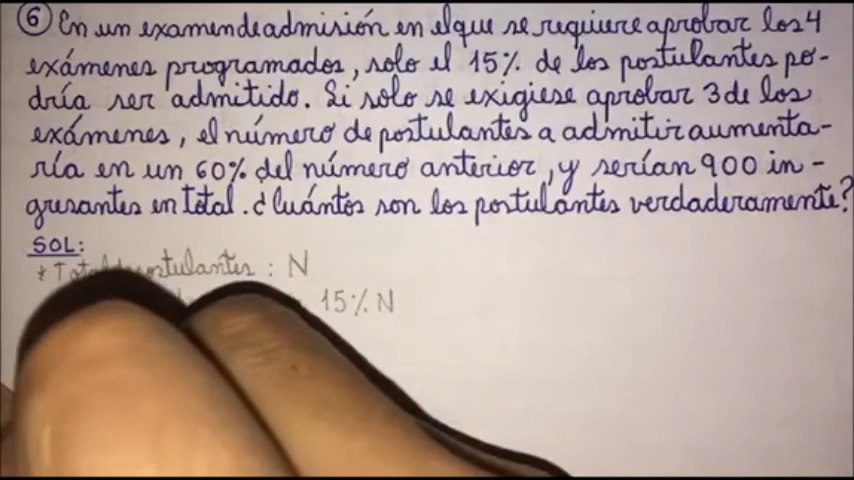 6 En un examen de admisión en el que se requiere aprobar los 4
exámenes programados, solo el 15% de los postulantes po-
dría ser admitido. Si solo se exigiese aprobar 3 de los
exámenes, el número de postulantes a admitir aumenta-
ría en un 60% del número anterior, y serían 900 in-
gresantes en total. ¿Cuántos son los postulantes verdaderamente?
SOL:
* Total postulantes : N
15% N